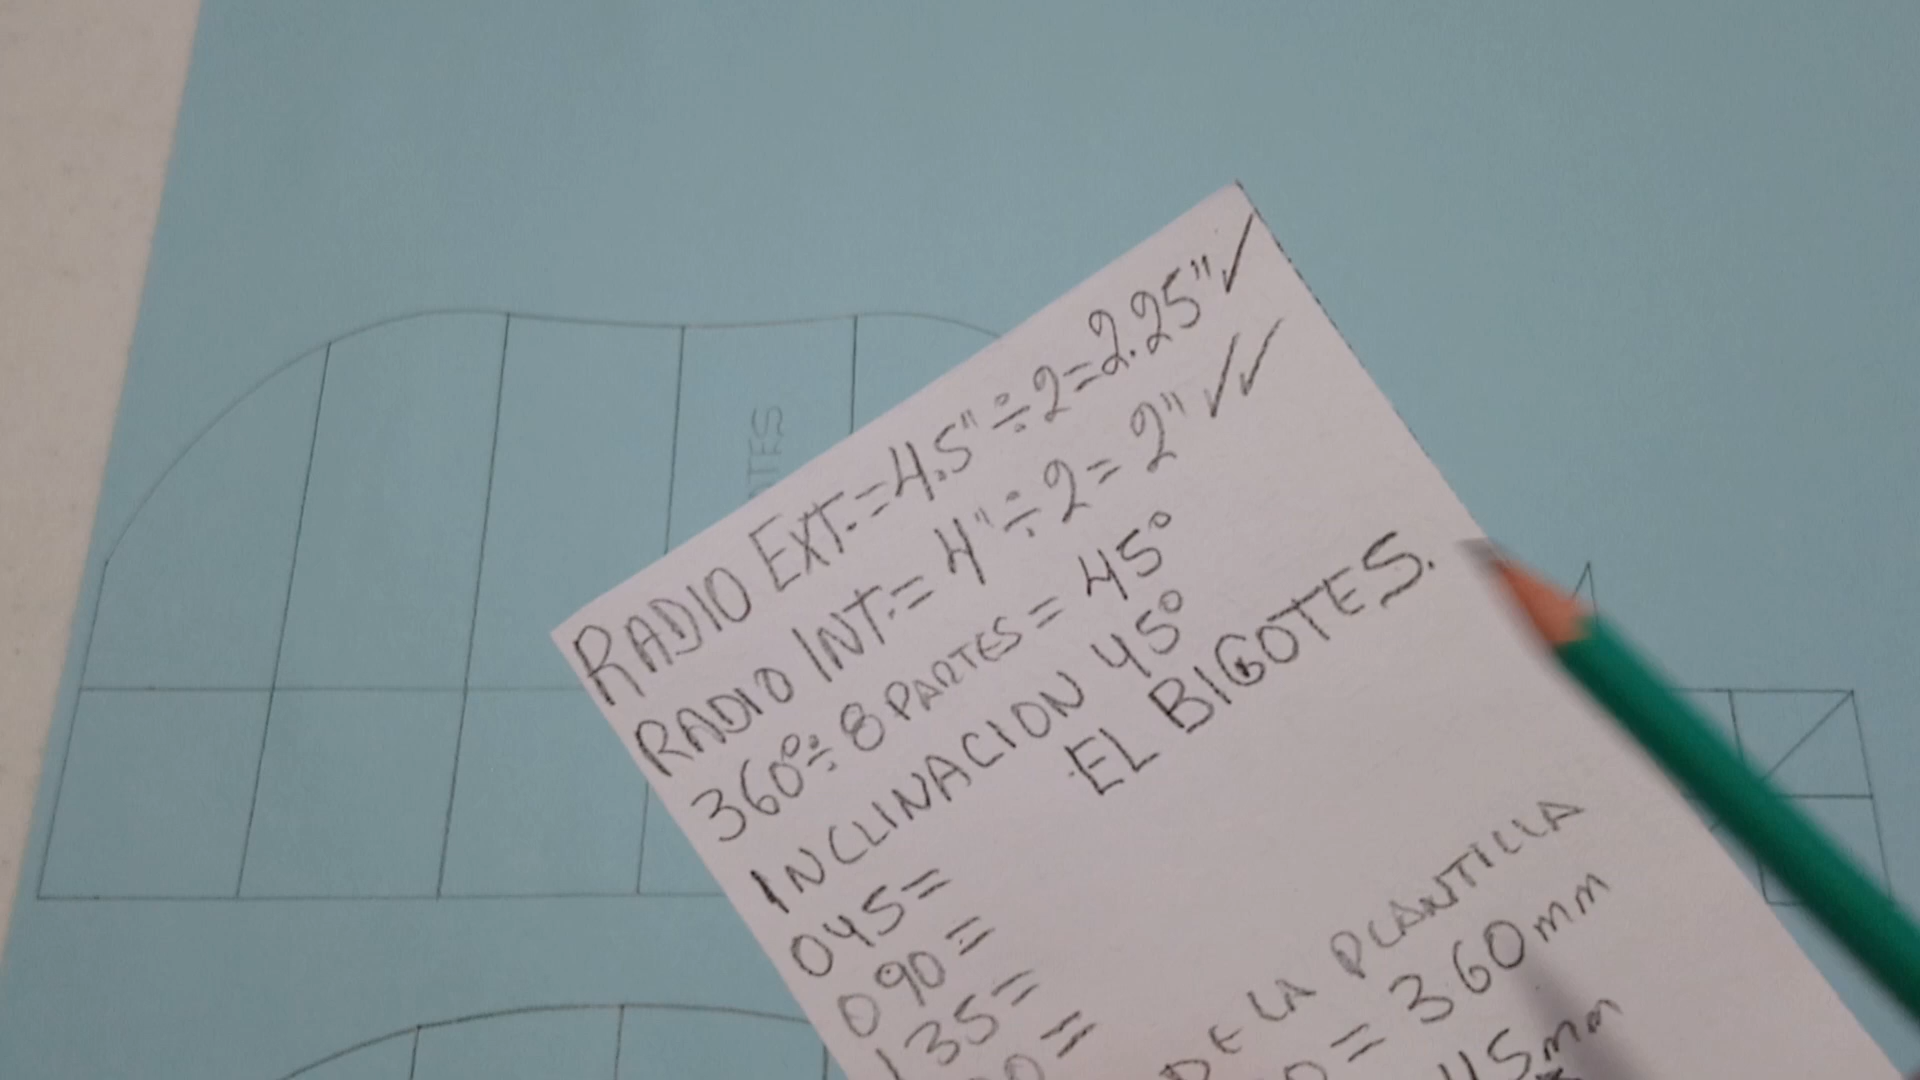 RADIO EXT.=4.5"÷2=2.25"✓
RADIO INT.=4"÷2=2"✓✓
360°÷8 PARTES=45°
INCLINACION 45°
EL BIGOTES.
045=
090=
135=
DE LA PLANTILLA
=360mm
45mm